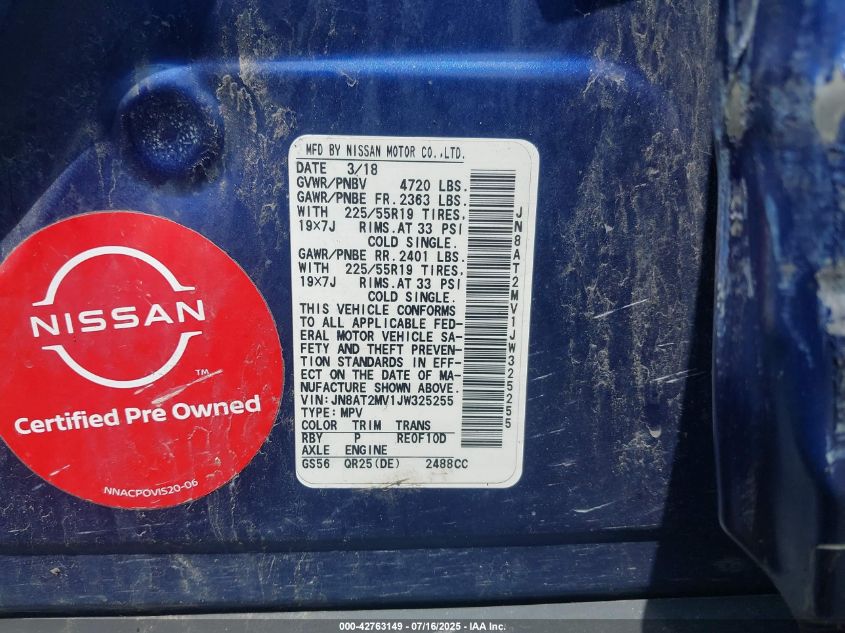 MFD BY NISSAN MOTOR CO.,LTD.
DATE 3/18
GVWR/PNBV 4720 LBS.
GAWR/PNBE FR. 2363 LBS.
WITH 225/55R19 TIRES,
19×7J RIMS.AT 33 PSI
COLD SINGLE.
GAWR/PNBE RR. 2401 LBS.
WITH 225/55R19 TIRES,
19×7J RIMS.AT 33 PSI
COLD SINGLE.
THIS VEHICLE CONFORMS
TO ALL APPLICABLE FED-
ERAL MOTOR VEHICLE SA-
FETY AND THEFT PREVEN-
TION STANDARDS IN EFF-
ECT ON THE DATE OF MA-
NUFACTURE SHOWN ABOVE.
VIN:JN8AT2MV1JW325255
TYPE:MPV
COLOR TRIM TRANS
RBY P RE0F10D
AXLE ENGINE
GS56 QR25(DE) 2488CC
JN8AT2MV1JW325255
NISSAN
TM
Certified Pre Owned
NNACPOVIS20-06
000-42763149 - 07/16/2025 - IAA Inc.